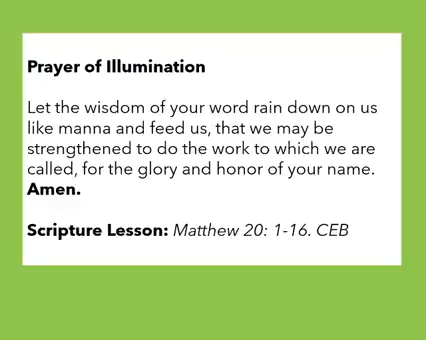 Prayer of Illumination
Let the wisdom of your word rain down on us
like manna and feed us, that we may be
strengthened to do the work to which we are
called, for the glory and honor of your name.
Amen.
Scripture Lesson: Matthew 20: 1-16. CEB